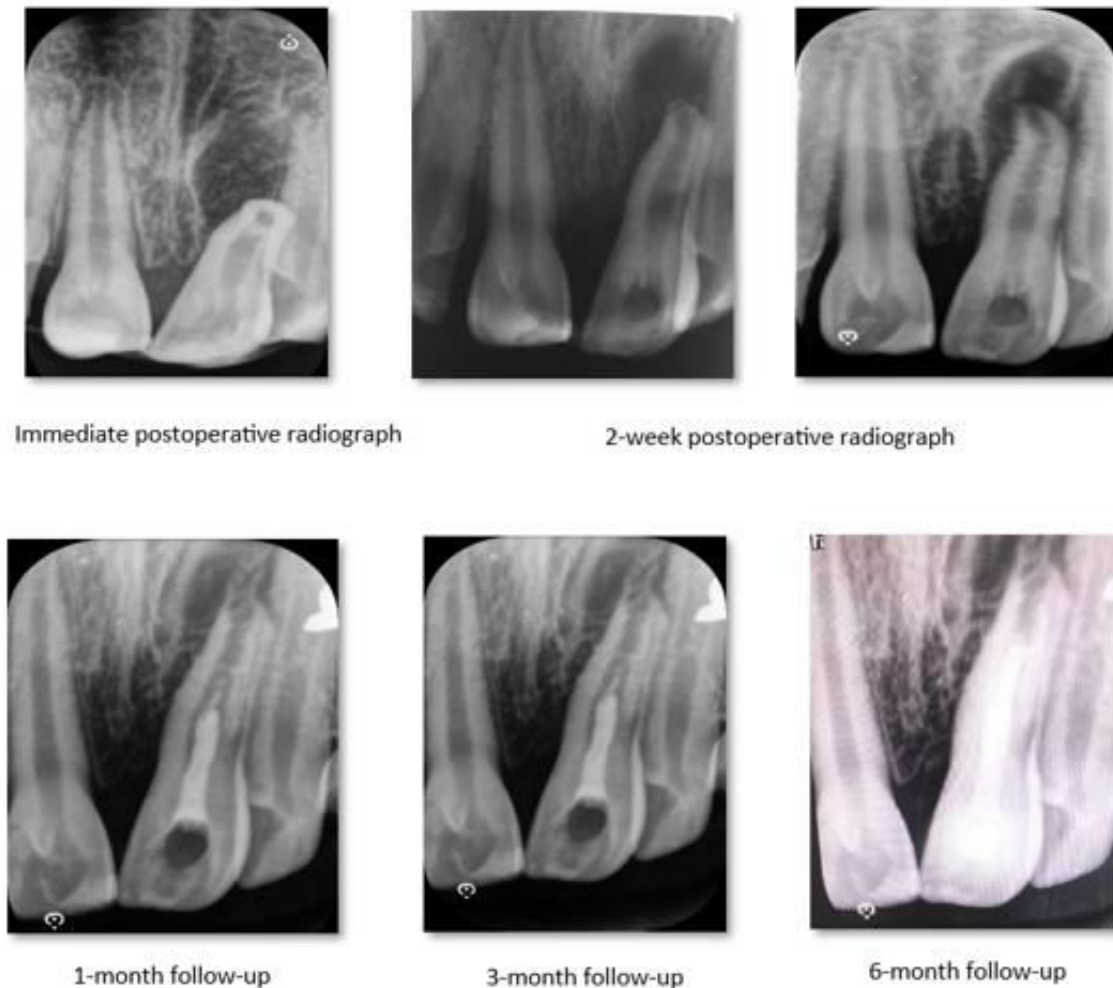 Immediate postoperative radiograph
2-week postoperative radiograph
1-month follow-up
3-month follow-up
6-month follow-up